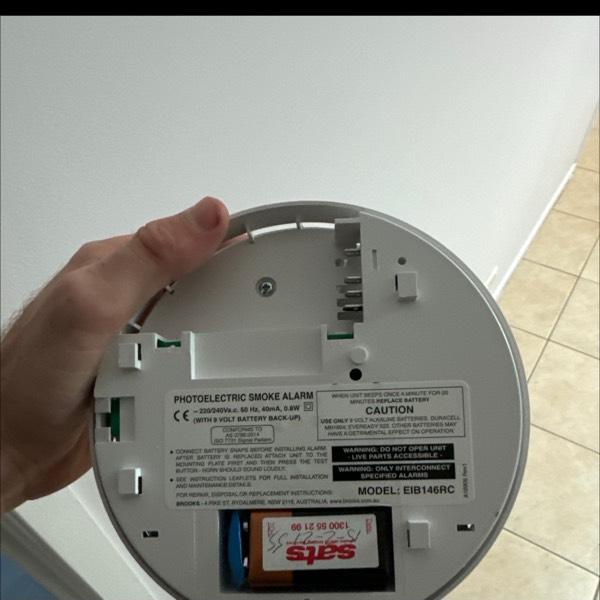 PHOTOELECTRIC SMOKE ALARM
CE ~ 220/240Va.c. 50 Hz, 40mA, 0.8W
(WITH 9 VOLT BATTERY BACK-UP)
CONFORMS TO
AS 3786:2014
ISO 7731 Signal Pattern
• CONNECT BATTERY SNAPS BEFORE INSTALLING ALARM.
AFTER BATTERY IS REPLACED ATTACH UNIT TO THE
MOUNTING PLATE FIRST AND THEN PRESS THE TEST
BUTTON - HORN SHOULD SOUND LOUDLY.
• SEE INSTRUCTION LEAFLETS FOR FULL INSTALLATION
AND MAINTENANCE DETAILS.
FOR REPAIR, DISPOSAL OR REPLACEMENT INSTRUCTIONS:
BROOKS - 4 PIKE ST, RYDALMERE, NSW 2116, AUSTRALIA. www.brooks.com.au
WHEN UNIT BEEPS ONCE A MINUTE FOR 20
MINUTES REPLACE BATTERY
CAUTION
USE ONLY 9 VOLT ALKALINE BATTERIES, DURACELL
MN1604, EVEREADY 522. OTHER BATTERIES MAY
HAVE A DETRIMENTAL EFFECT ON OPERATION.
WARNING: DO NOT OPEN UNIT
- LIVE PARTS ACCESSIBLE -
WARNING: ONLY INTERCONNECT
SPECIFIED ALARMS
MODEL: EIB146RC
sats
1300 55 21 99